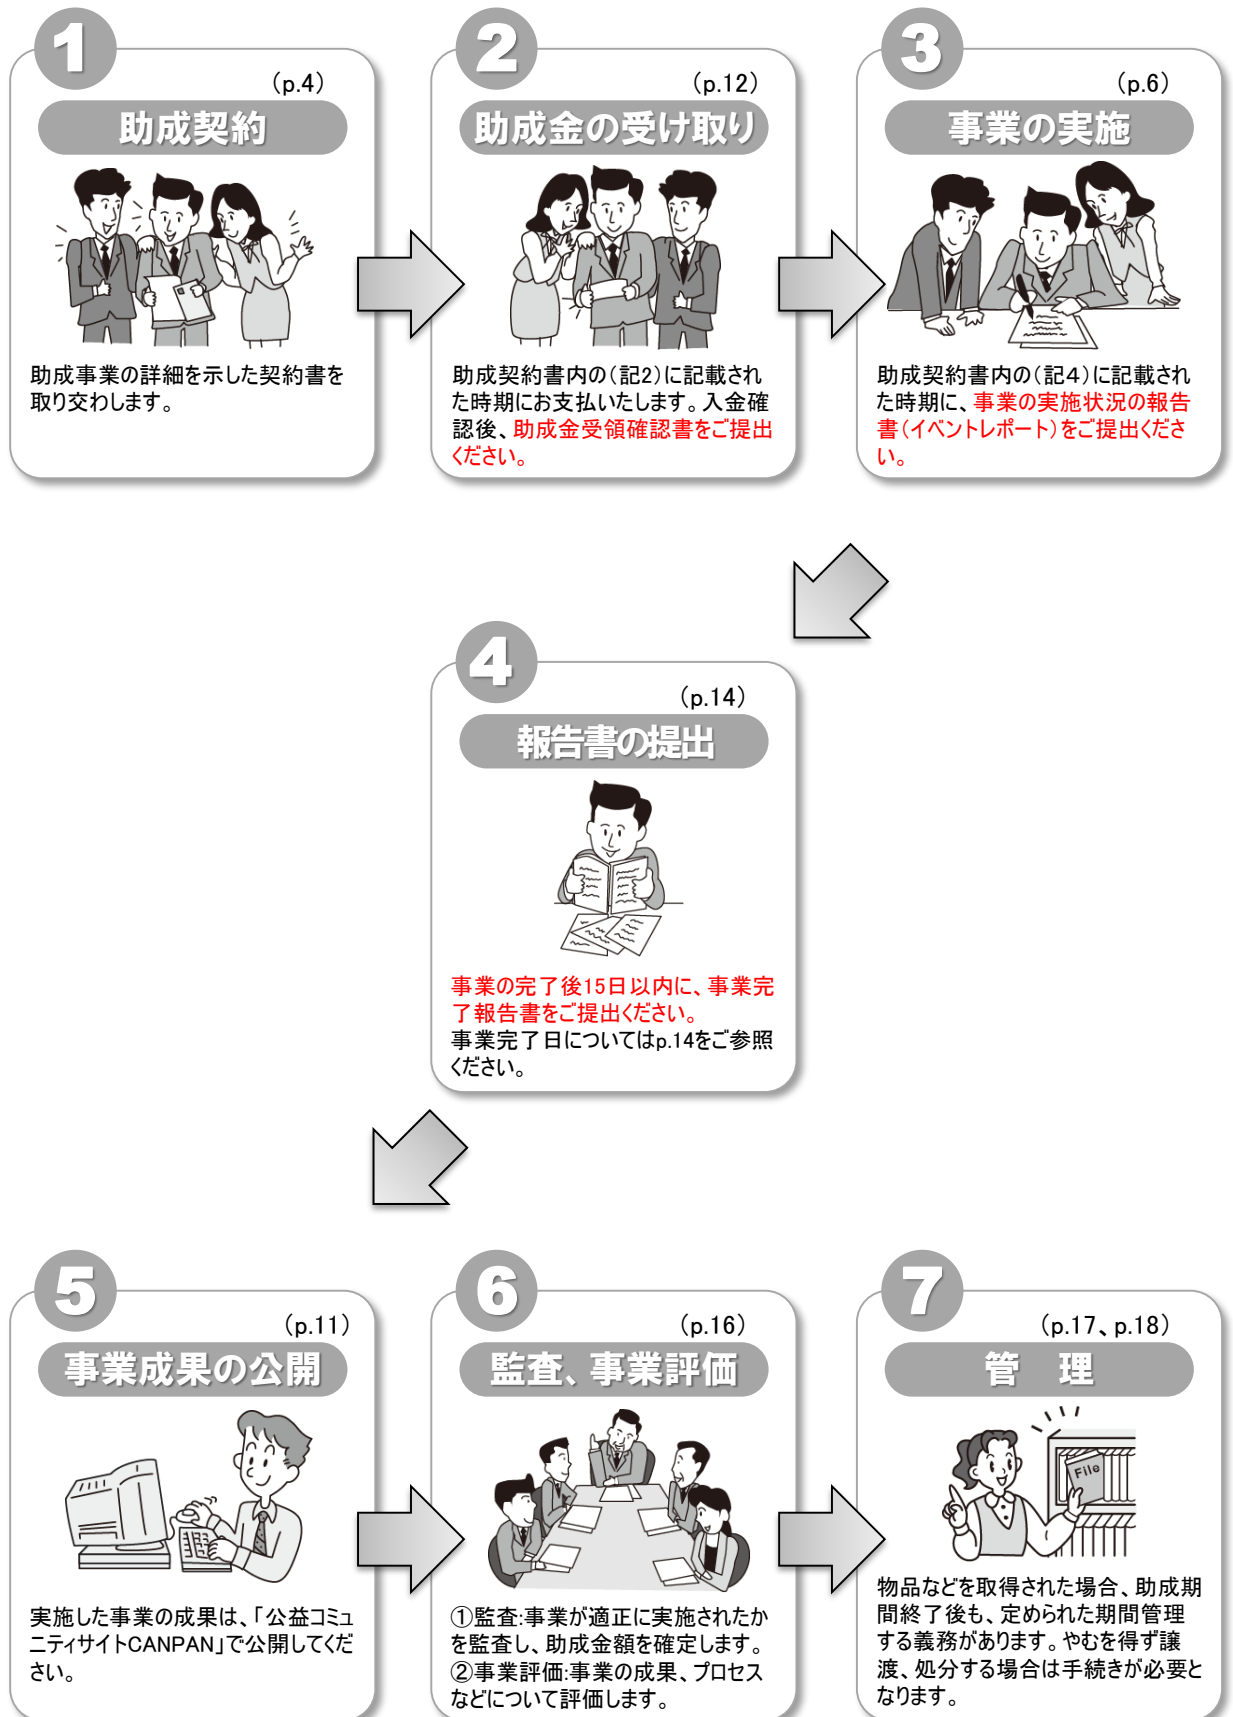 1
（p.4）
助成契約
助成事業の詳細を示した契約書を
取り交わします。
2
（p.12）
助成金の受け取り
助成契約書内の（記2）に記載され
た時期にお支払いたします。入金確
認後、助成金受領確認書をご提出
ください。
3
（p.6）
事業の実施
助成契約書内の（記4）に記載され
た時期に、事業の実施状況の報告
書（イベントレポート）をご提出くださ
い。
4
（p.14）
報告書の提出
事業の完了後15日以内に、事業完
了報告書をご提出ください。
事業完了日についてはp.14をご参照
ください。
5
（p.11）
事業成果の公開
実施した事業の成果は、「公益コミュ
ニティサイトCANPAN」で公開してくだ
さい。
6
（p.16）
監査、事業評価
①監査:事業が適正に実施されたか
を監査し、助成金額を確定します。
②事業評価:事業の成果、プロセス
などについて評価します。
7
（p.17、p.18）
管　理
File
物品などを取得された場合、助成期
間終了後も、定められた期間管理
する義務があります。やむを得ず譲
渡、処分する場合は手続きが必要と
なります。